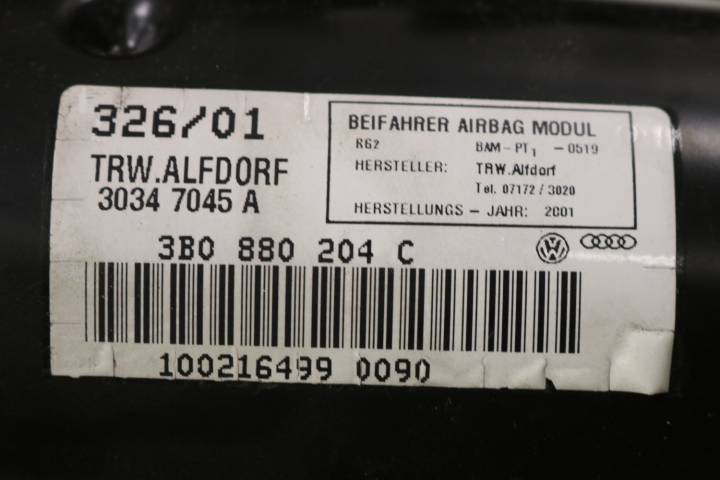 326/01
TRW.ALFDORF
3034 7045 A
BEIFAHRER AIRBAG MODUL
R62 BAM-PT1 -0519
HERSTELLER: TRW.Alfdorf
Tel. 07172/3020
HERSTELLUNGS - JAHR: 2001
3B0 880 204 C
100216499 0090